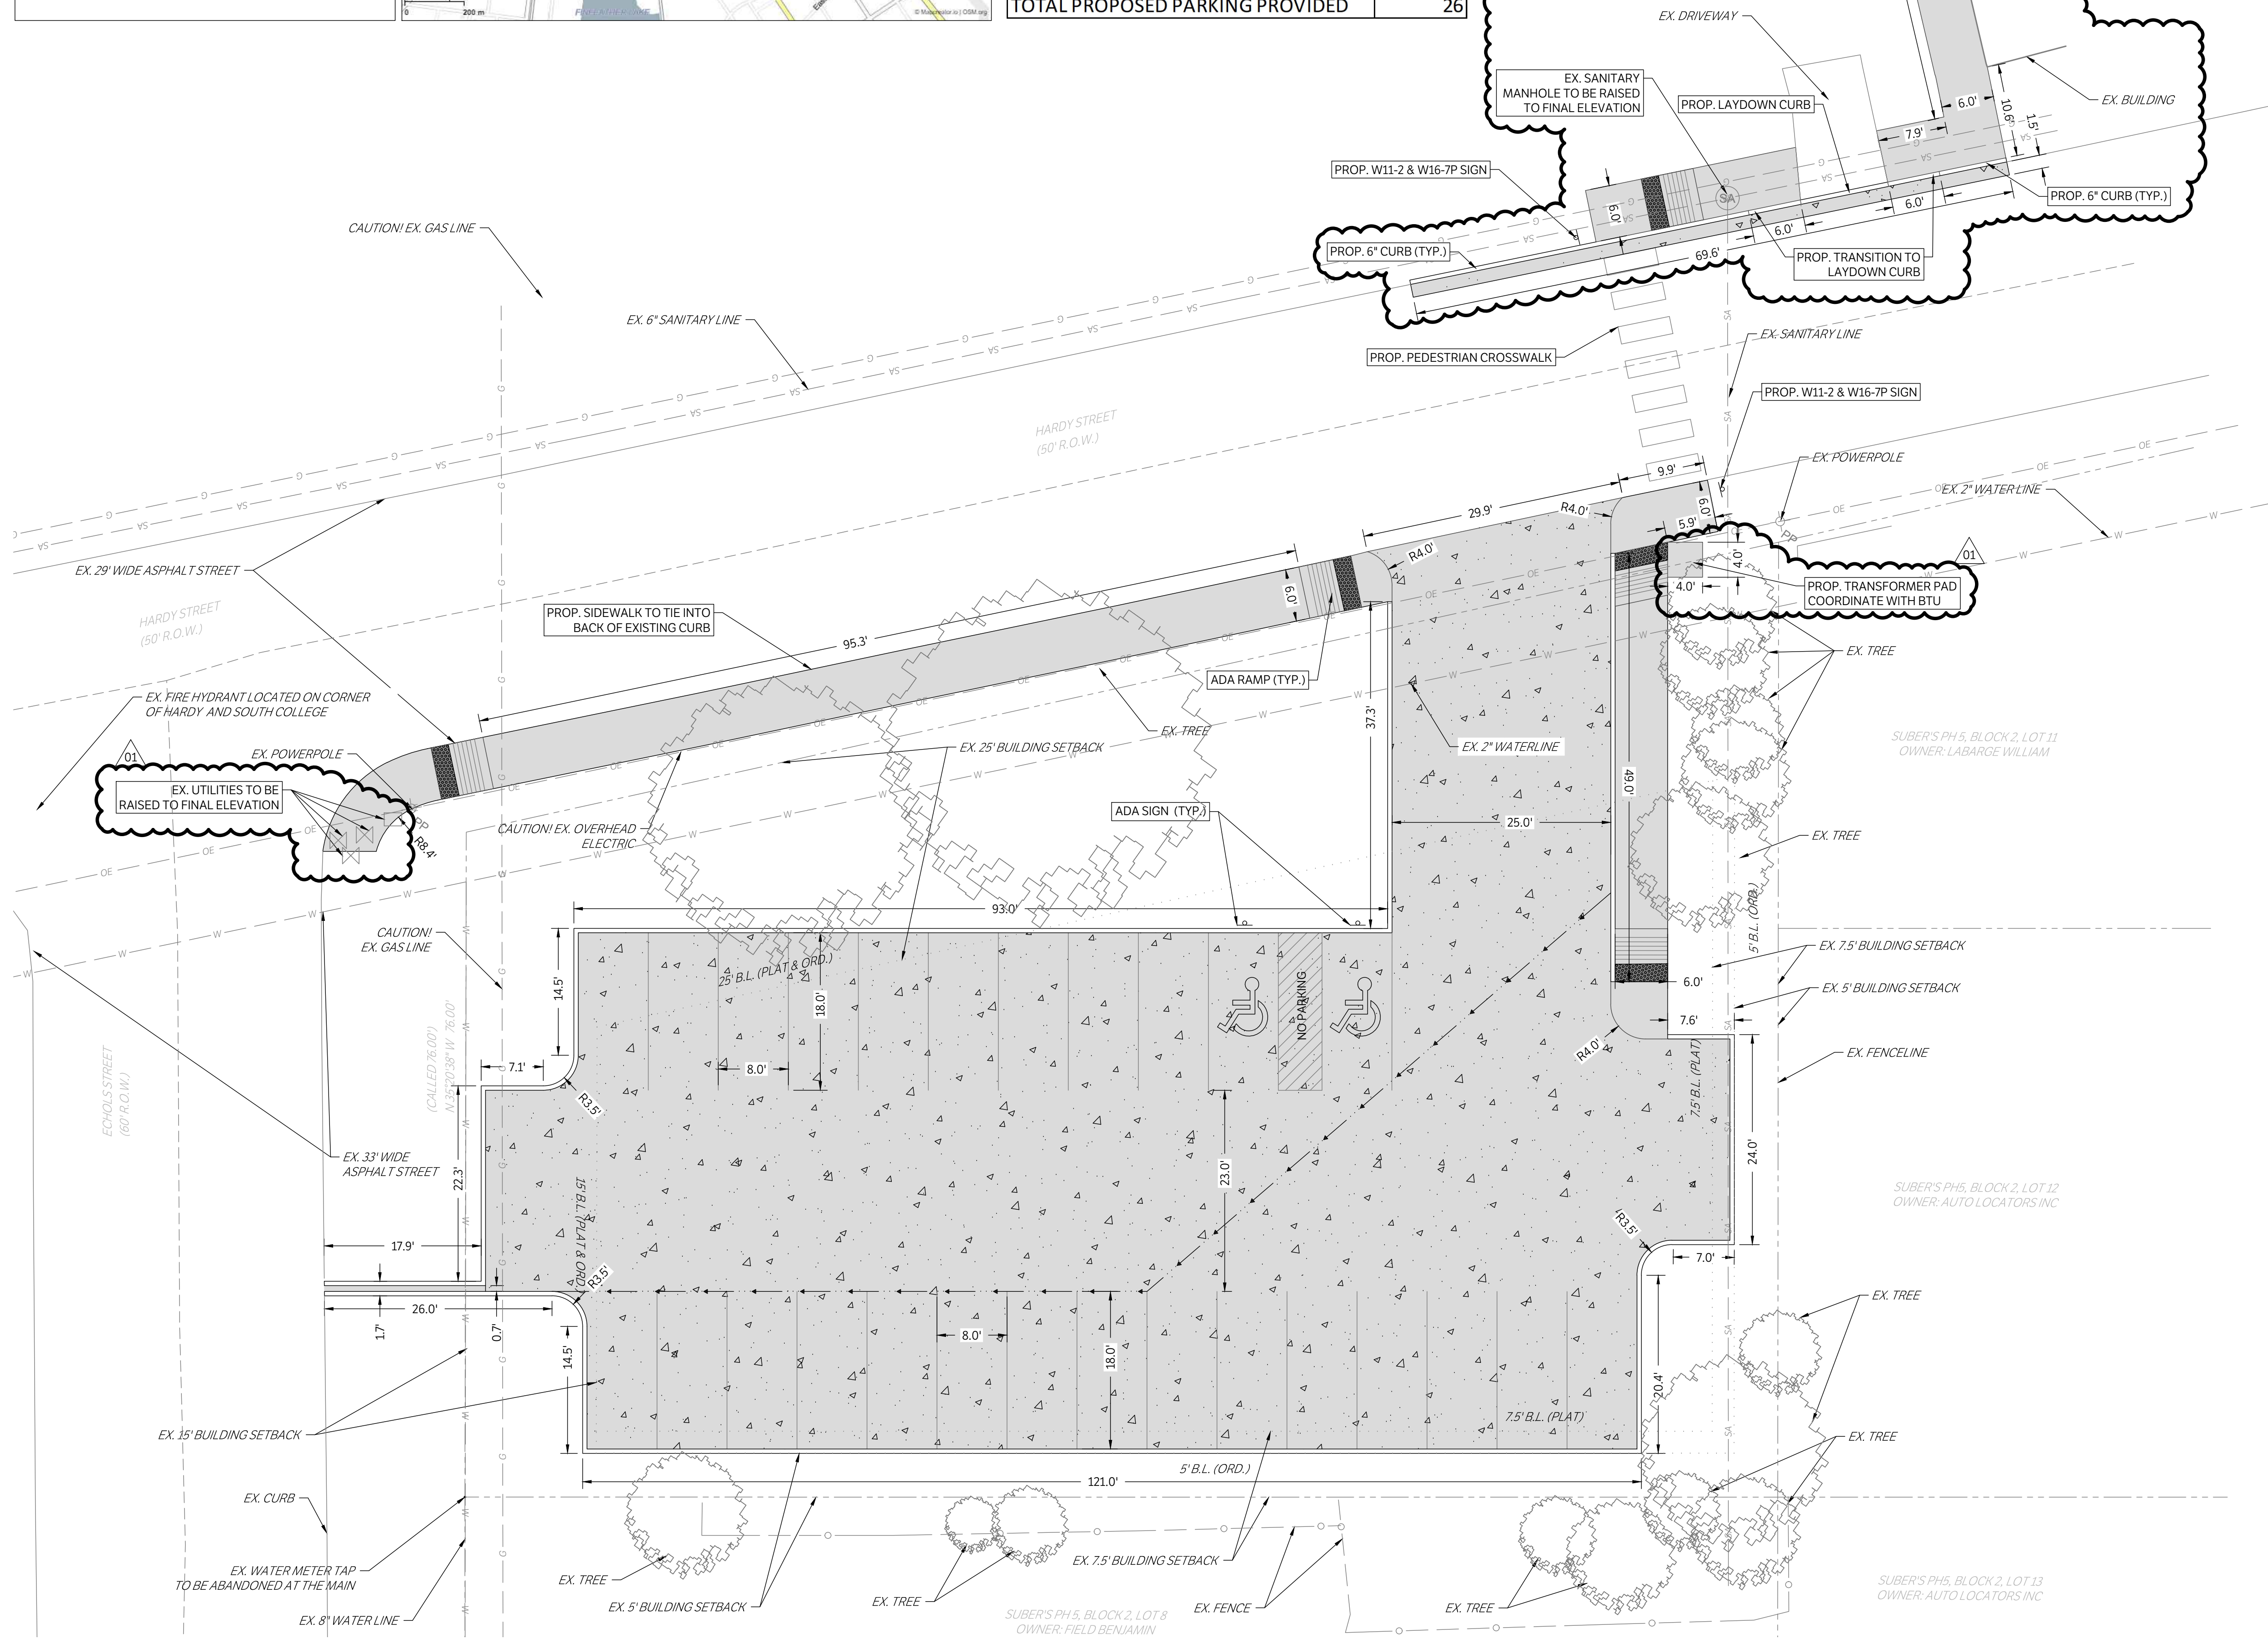 0
200 m
FINFEATHER LAKE
© Mapcreator.io | OSM.org
TOTAL PROPOSED PARKING PROVIDED 26
EX. DRIVEWAY
EX. SANITARY
MANHOLE TO BE RAISED
TO FINAL ELEVATION
PROP. LAYDOWN CURB
EX. BUILDING
6.0'
10.6'
1.5'
7.9'
PROP. W11-2 & W16-7P SIGN
SA
6.0'
6.0'
6.0'
PROP. 6" CURB (TYP.)
PROP. 6" CURB (TYP.)
69.6'
PROP. TRANSITION TO
LAYDOWN CURB
CAUTION! EX. GAS LINE
EX. 6" SANITARY LINE
PROP. PEDESTRIAN CROSSWALK
EX. SANITARY LINE
PROP. W11-2 & W16-7P SIGN
HARDY STREET
(50' R.O.W.)
EX. POWERPOLE
EX. 2" WATER LINE
9.9'
29.9'
R4.0'
6.0'
5.9'
PP
01
R4.0'
4.0'
4.0'
PROP. TRANSFORMER PAD
COORDINATE WITH BTU
EX. 29' WIDE ASPHALT STREET
HARDY STREET
(50' R.O.W.)
PROP. SIDEWALK TO TIE INTO
BACK OF EXISTING CURB
95.3'
6.0'
ADA RAMP (TYP.)
37.3'
EX. TREE
EX. FIRE HYDRANT LOCATED ON CORNER
OF HARDY AND SOUTH COLLEGE
EX. TREE
EX. 25' BUILDING SETBACK
EX. 2" WATERLINE
SUBER'S PH 5, BLOCK 2, LOT 11
OWNER: LABARGE WILLIAM
01
EX. POWERPOLE
EX. UTILITIES TO BE
RAISED TO FINAL ELEVATION
PP
R8.4'
49.0'
CAUTION! EX. OVERHEAD
ELECTRIC
ADA SIGN (TYP.)
25.0'
EX. TREE
93.0'
5' B.L. (ORD.)
CAUTION!
EX. GAS LINE
25' B.L. (PLAT & ORD.)
14.5'
18.0'
NO PARKING
6.0'
EX. 7.5' BUILDING SETBACK
EX. 5' BUILDING SETBACK
7.6'
R4.0'
EX. FENCELINE
7.1'
8.0'
R3.5'
7.5' B.L. (PLAT)
(CALLED 76.00')
N 35°20'38" W 76.00'
ECHOLS STREET
(60' R.O.W.)
EX. 33' WIDE
ASPHALT STREET
22.3'
15' B.L. (PLAT & ORD.)
23.0'
24.0'
SUBER'S PH5, BLOCK 2, LOT 12
OWNER: AUTO LOCATORS INC
17.9'
R3.5'
7.0'
R3.5'
26.0'
1.7'
0.7'
EX. TREE
14.5'
8.0'
18.0'
20.4'
7.5' B.L. (PLAT)
EX. 15' BUILDING SETBACK
EX. TREE
5' B.L. (ORD.)
121.0'
EX. CURB
EX. WATER METER TAP
TO BE ABANDONED AT THE MAIN
EX. TREE
EX. 7.5' BUILDING SETBACK
EX. 5' BUILDING SETBACK
EX. TREE
EX. FENCE
EX. TREE
EX. 8" WATER LINE
SUBER'S PH 5, BLOCK 2, LOT 8
OWNER: FIELD BENJAMIN
SUBER'S PH5, BLOCK 2, LOT 13
OWNER: AUTO LOCATORS INC